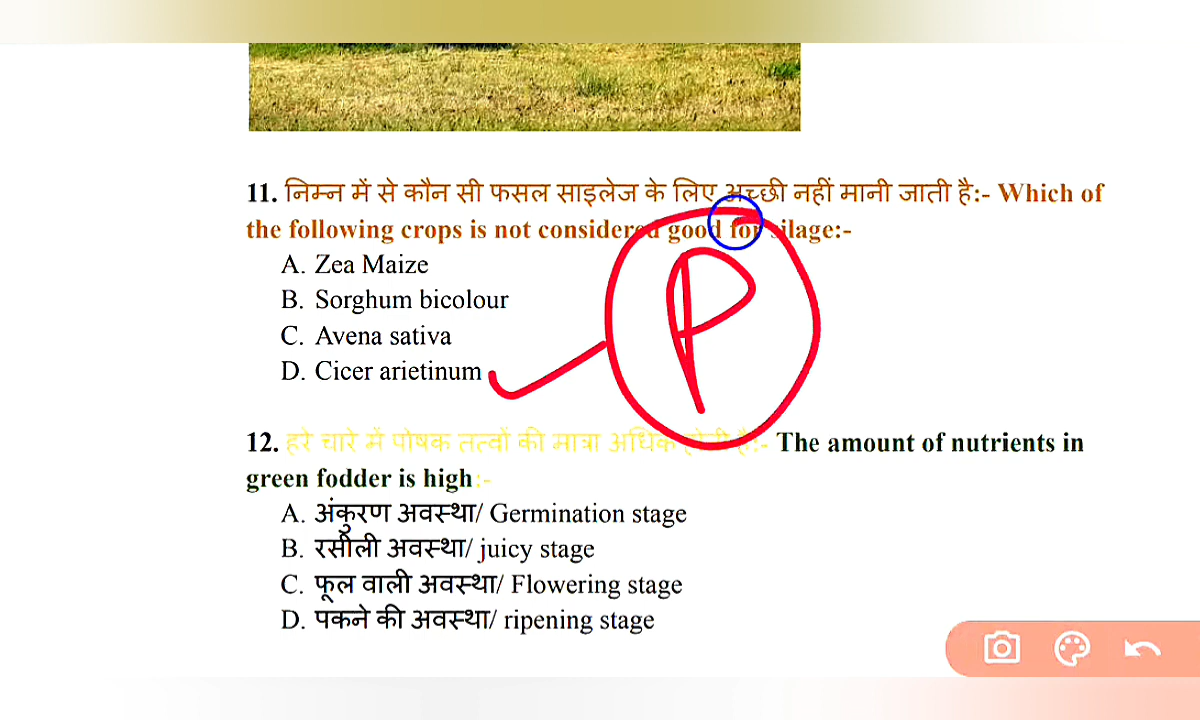 11. निम्न में से कौन सी फसल साइलेज के लिए अच्छी नहीं मानी जाती है:- Which of
the following crops is not considered good for silage:-
A. Zea Maize
B. Sorghum bicolour
C. Avena sativa
D. Cicer arietinum
P
12. हरे चारे में पोषक तत्वों की मात्रा अधिक होती है:- The amount of nutrients in
green fodder is high:-
A. अंकुरण अवस्था/ Germination stage
B. रसीली अवस्था/ juicy stage
C. फूल वाली अवस्था/ Flowering stage
D. पकने की अवस्था/ ripening stage